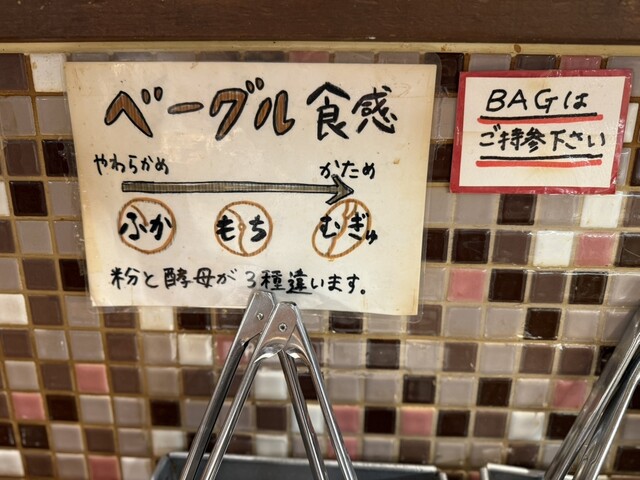 ベーグル食感
やわらかめ かため
ふか もち むぎゅ
粉と酵母が3種違います。
BAGは
ご持参下さい